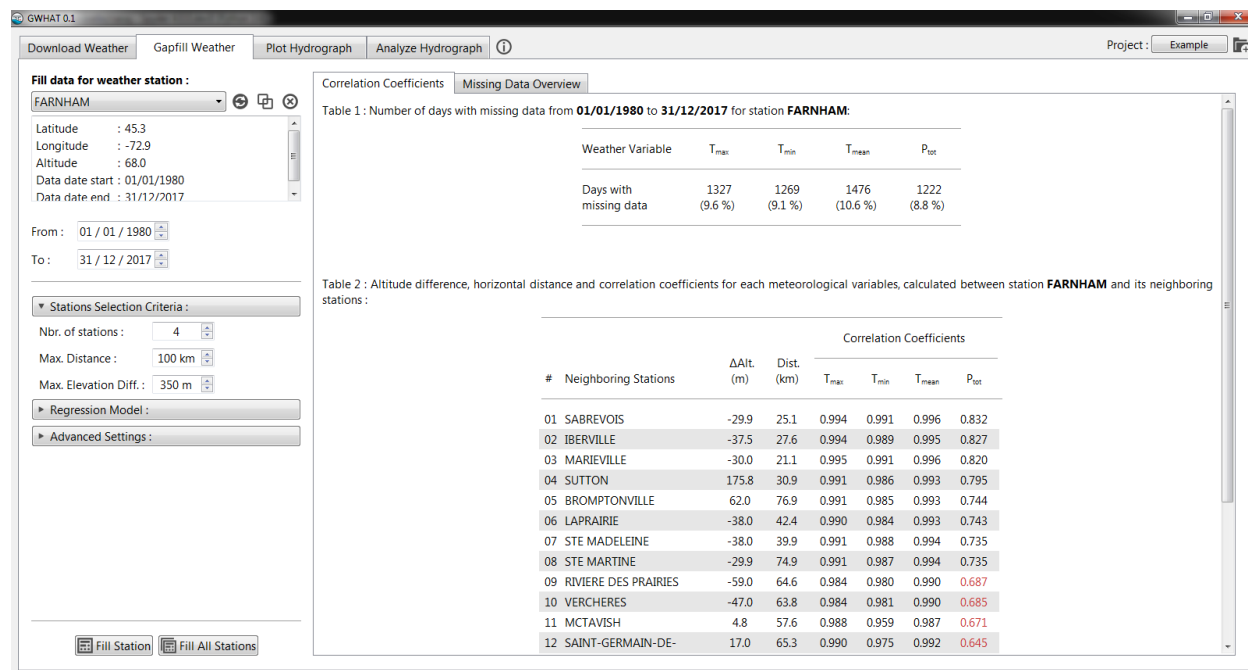 GWHAT 0.1
Download Weather Gapfill Weather Plot Hydrograph Analyze Hydrograph Project : Example
Fill data for weather station :
FARNHAM
Latitude : 45.3
Longitude : -72.9
Altitude : 68.0
Data date start : 01/01/1980
Data date end : 31/12/2017
From : 01 / 01 / 1980
To : 31 / 12 / 2017
Stations Selection Criteria :
Nbr. of stations : 4
Max. Distance : 100 km
Max. Elevation Diff. : 350 m
Regression Model :
Advanced Settings :
Fill Station Fill All Stations
Correlation Coefficients Missing Data Overview
Table 1 : Number of days with missing data from 01/01/1980 to 31/12/2017 for station FARNHAM:
Weather Variable Tmax Tmin Tmean Ptot
Days with 1327 1269 1476 1222
missing data (9.6 %) (9.1 %) (10.6 %) (8.8 %)
Table 2 : Altitude difference, horizontal distance and correlation coefficients for each meteorological variables, calculated between station FARNHAM and its neighboring
stations :
Correlation Coefficients
ΔAlt. Dist.
# Neighboring Stations (m) (km) Tmax Tmin Tmean Ptot
01 SABREVOIS -29.9 25.1 0.994 0.991 0.996 0.832
02 IBERVILLE -37.5 27.6 0.994 0.989 0.995 0.827
03 MARIEVILLE -30.0 21.1 0.995 0.991 0.996 0.820
04 SUTTON 175.8 30.9 0.991 0.986 0.993 0.795
05 BROMPTONVILLE 62.0 76.9 0.991 0.985 0.993 0.744
06 LAPRAIRIE -38.0 42.4 0.990 0.984 0.993 0.743
07 STE MADELEINE -38.0 39.9 0.991 0.988 0.994 0.735
08 STE MARTINE -29.9 74.9 0.991 0.987 0.994 0.735
09 RIVIERE DES PRAIRIES -59.0 64.6 0.984 0.980 0.990 0.687
10 VERCHERES -47.0 63.8 0.984 0.981 0.990 0.685
11 MCTAVISH 4.8 57.6 0.988 0.959 0.987 0.671
12 SAINT-GERMAIN-DE- 17.0 65.3 0.990 0.975 0.992 0.645